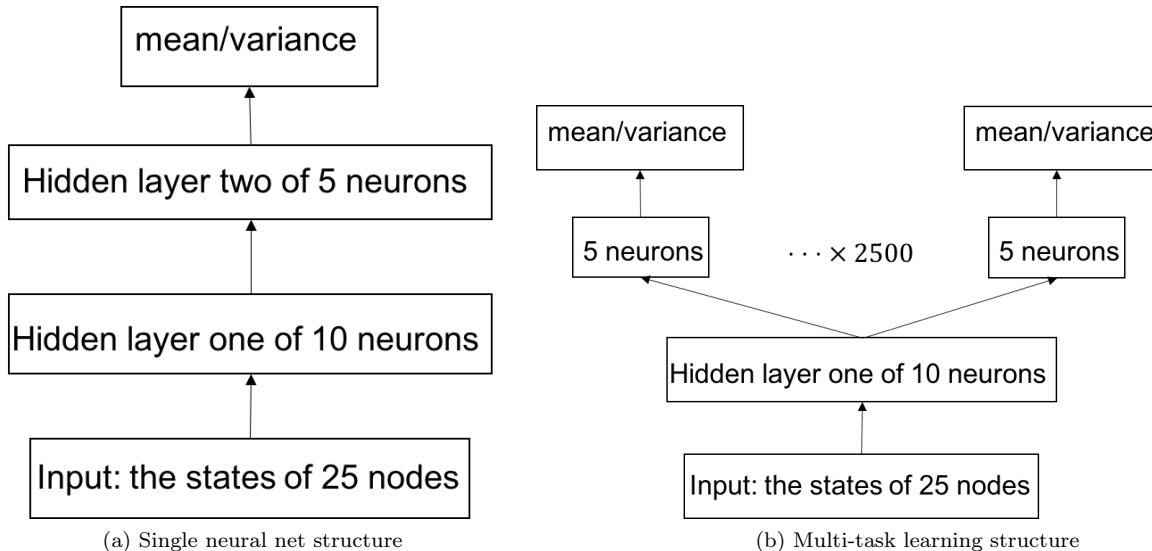 mean/variance
Hidden layer two of 5 neurons
Hidden layer one of 10 neurons
Input: the states of 25 nodes
(a) Single neural net structure
mean/variance
mean/variance
5 neurons
··· × 2500
5 neurons
Hidden layer one of 10 neurons
Input: the states of 25 nodes
(b) Multi-task learning structure